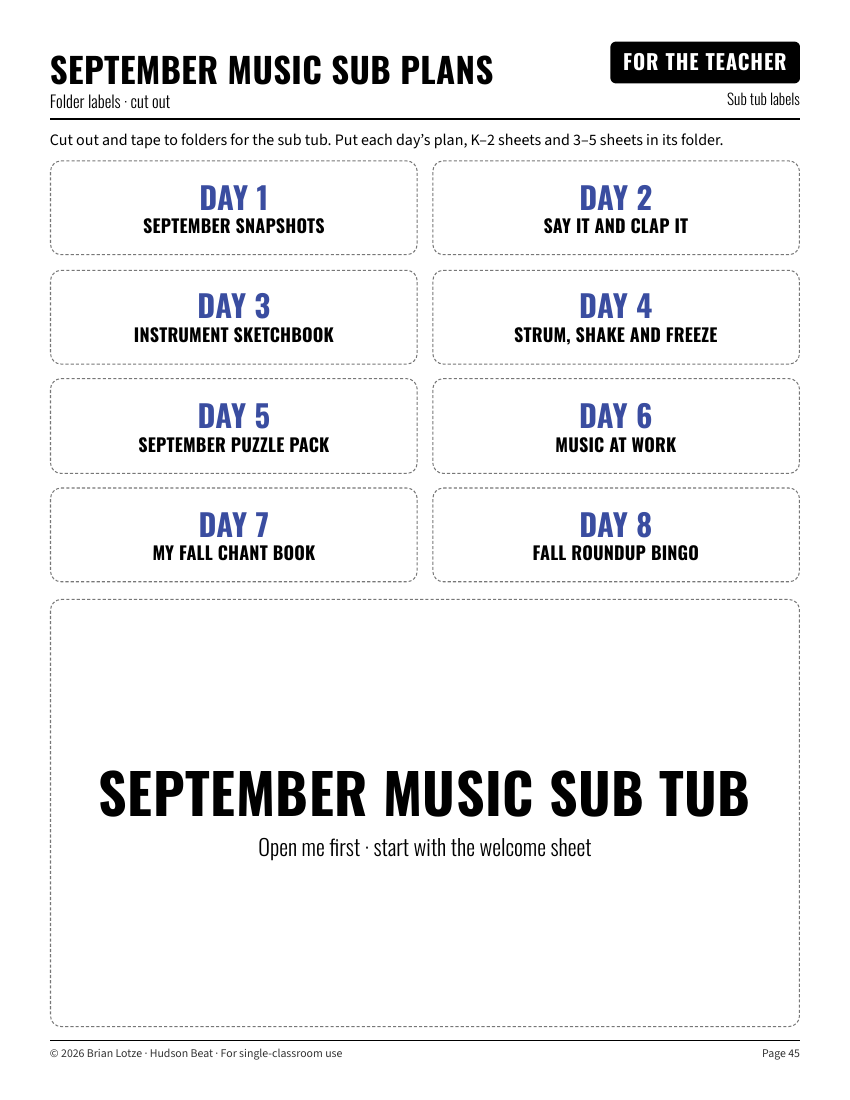 SEPTEMBER MUSIC SUB PLANS
FOR THE TEACHER
Folder labels · cut out
Sub tub labels
Cut out and tape to folders for the sub tub. Put each day’s plan, K–2 sheets and 3–5 sheets in its folder.
DAY 1
SEPTEMBER SNAPSHOTS
DAY 2
SAY IT AND CLAP IT
DAY 3
INSTRUMENT SKETCHBOOK
DAY 4
STRUM, SHAKE AND FREEZE
DAY 5
SEPTEMBER PUZZLE PACK
DAY 6
MUSIC AT WORK
DAY 7
MY FALL CHANT BOOK
DAY 8
FALL ROUNDUP BINGO
SEPTEMBER MUSIC SUB TUB
Open me first · start with the welcome sheet
© 2026 Brian Lotze · Hudson Beat · For single-classroom use
Page 45